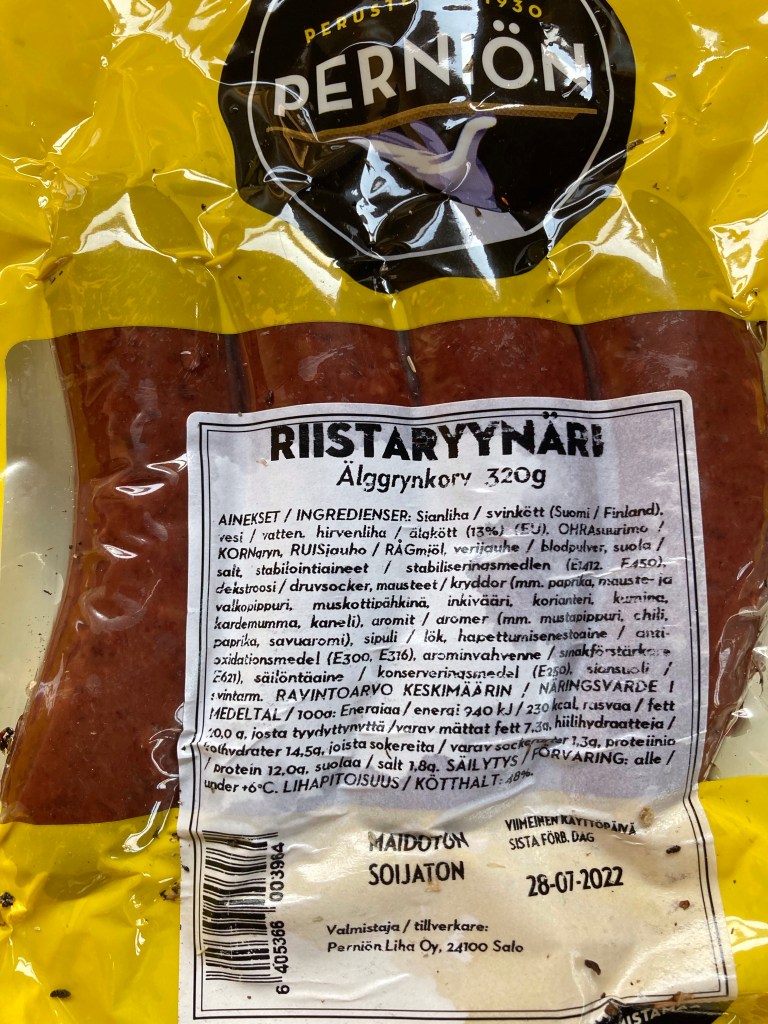 PERUST 1930
PERNIÖN
RIISTARYYNÄRI
Älggrynkorv 320g
AINEKSET / INGREDIENSER: Sianliha / svinkött (Suomi / Finland),
vesi / vatten, hirvenliha / älgkött (13%) (EU), OHRAsuurimo /
KORNgryn, RUISjauho / RÅGmjöl, verijauhe / blodpulver, suola /
salt, stabilointiaineet / stabiliseringsmedlen (E1412, E450),
dekstroosi / druvsocker, mausteet / kryddor (mm. paprika, mauste- ja
valkopippuri, muskottipähkinä, inkivääri, korianteri, kumina,
kardemumma, kaneli), aromit / aromer (mm. mustapippuri, chili,
paprika, savuaromi), sipuli / lök, hapettumisenestoaine / anti-
oxidationsmedel (E300, E316), arominvahvenne / smakförstärkare
(E621), säilöntäaine / konserveringsmedel (E250), siansuoli /
svintarm. RAVINTOARVO KESKIMÄÄRIN / NÄRINGSVÄRDE I
MEDELTAL / 100g: Energiaa / energi 940 kJ / 230 kcal, rasvaa / fett
,0 g, josta tyydyttynyttä /varav mättat fett 7,3g, hiilihydraatteja /
kolhydrater 14,5g, joista sokereita / varav sockerarter 1,3g, proteiinia
/ protein 12,0g, suolaa / salt 1,8g. SÄILYTYS / FÖRVARING: alle /
under +6°C. LIHAPITOISUUS / KÖTTHALT: 48%.
MAIDOTON
SOIJATON
VIIMEINEN KÄYTTÖPÄIVÄ
SISTA FÖRB. DAG
28-07-2022
6 405366 003964
Valmistaja / tillverkare:
Perniön Liha Oy, 24100 Salo